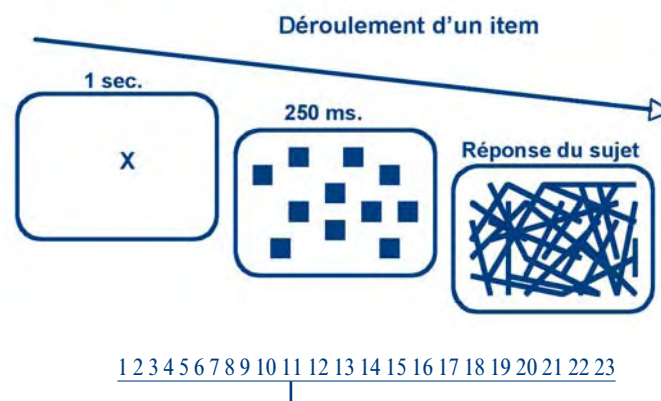 Déroulement d'un item
1 sec.
X
250 ms.
Réponse du sujet
1 2 3 4 5 6 7 8 9 10 11 12 13 14 15 16 17 18 19 20 21 22 23